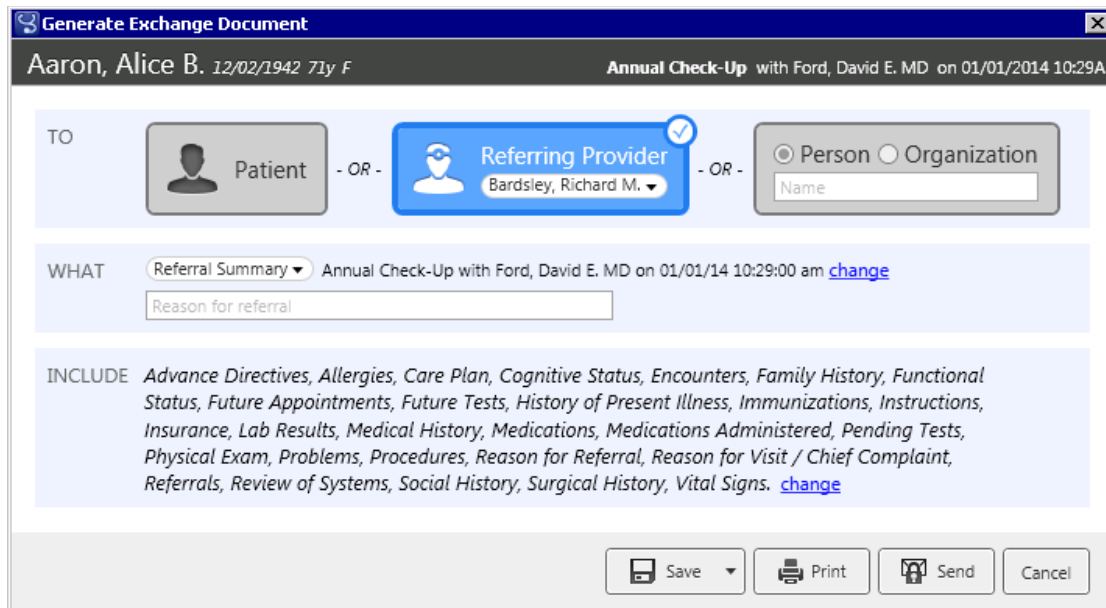 Generate Exchange Document
Aaron, Alice B. 12/02/1942 71y F
Annual Check-Up with Ford, David E. MD on 01/01/2014 10:29A
TO
Patient
- OR -
Referring Provider
Bardsley, Richard M.
- OR -
Person Organization
Name
WHAT
Referral Summary Annual Check-Up with Ford, David E. MD on 01/01/14 10:29:00 am change
Reason for referral
INCLUDE
Advance Directives, Allergies, Care Plan, Cognitive Status, Encounters, Family History, Functional
Status, Future Appointments, Future Tests, History of Present Illness, Immunizations, Instructions,
Insurance, Lab Results, Medical History, Medications, Medications Administered, Pending Tests,
Physical Exam, Problems, Procedures, Reason for Referral, Reason for Visit / Chief Complaint,
Referrals, Review of Systems, Social History, Surgical History, Vital Signs. change
Save
Print
Send
Cancel